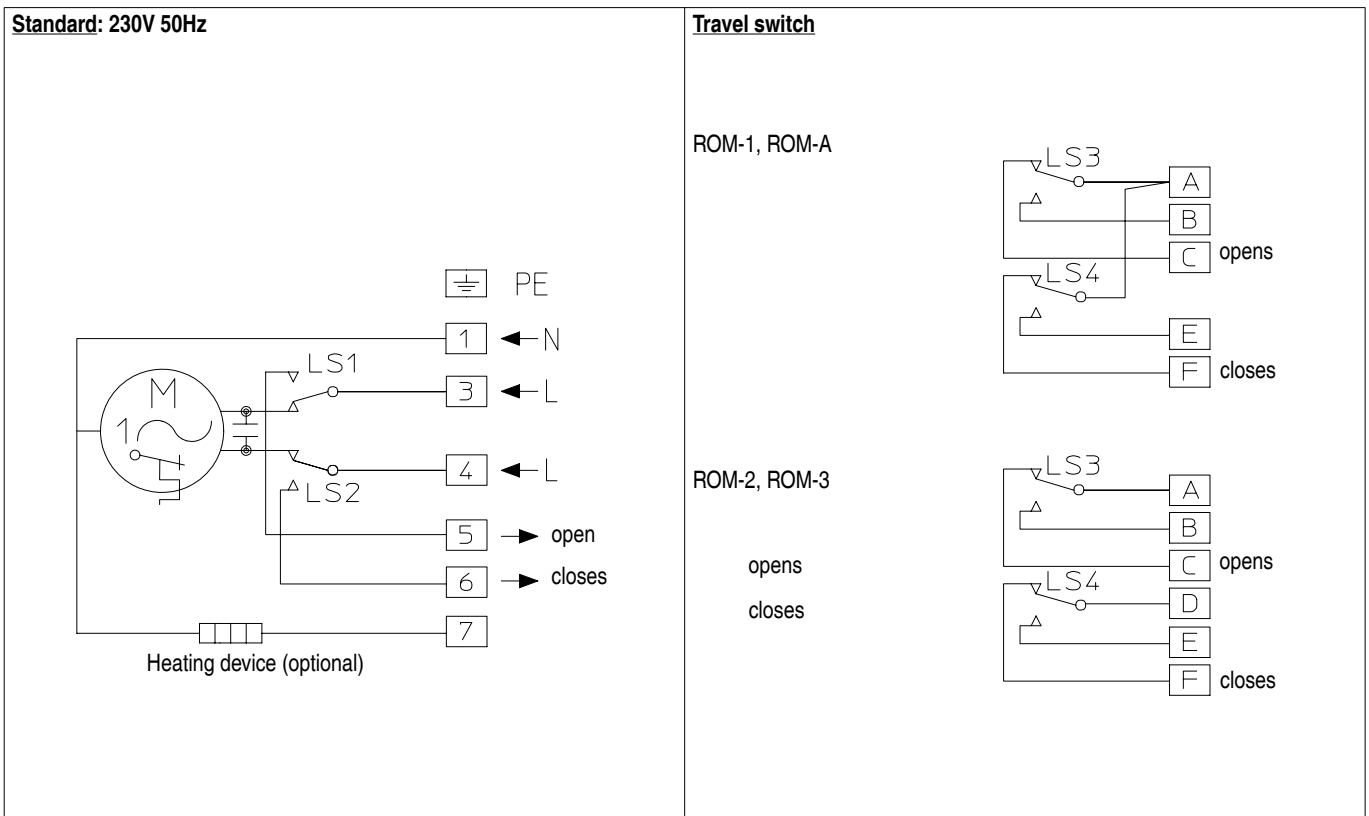 Standard: 230V 50Hz
PE
1 N
LS1
3 L
M
1
4 L
LS2
5 open
6 closes
7
Heating device (optional)
Travel switch
ROM-1, ROM-A
LS3
A
B
C opens
LS4
E
F closes
ROM-2, ROM-3
opens
closes
LS3
A
B
C opens
LS4
D
E
F closes